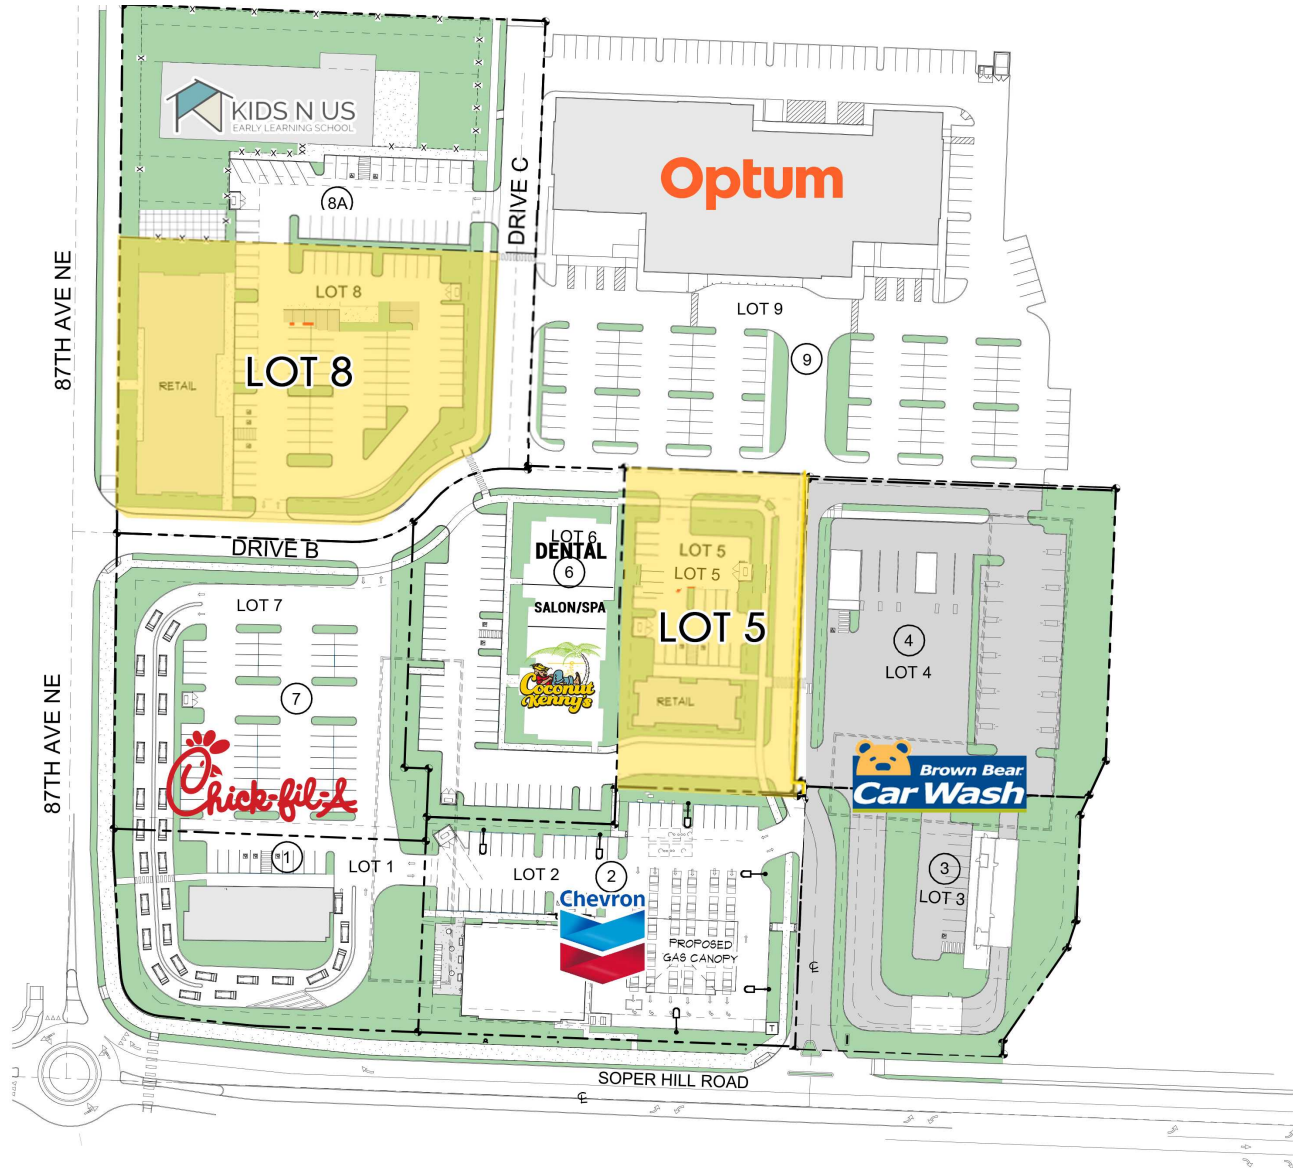 KIDS N US
EARLY LEARNING SCHOOL
8A
DRIVE C
Optum
87TH AVE NE
LOT 8
LOT 8
RETAIL
LOT 9
9
DRIVE B
LOT 6
DENTAL
6
SALON/SPA
Coconut
Kenny's
LOT 5
LOT 5
LOT 5
RETAIL
4
LOT 4
LOT 7
7
87TH AVE NE
Chick-fil-A
Brown Bear
Car Wash
1
LOT 1
LOT 2
2
3
LOT 3
Chevron
PROPOSED
GAS CANOPY
T
SOPER HILL ROAD